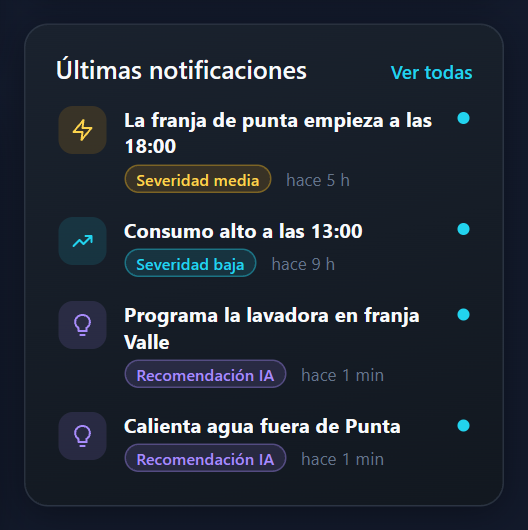 Últimas notificaciones
Ver todas
La franja de punta empieza a las
18:00
Severidad media
hace 5 h
Consumo alto a las 13:00
Severidad baja
hace 9 h
Programa la lavadora en franja
Valle
Recomendación IA
hace 1 min
Calienta agua fuera de Punta
Recomendación IA
hace 1 min